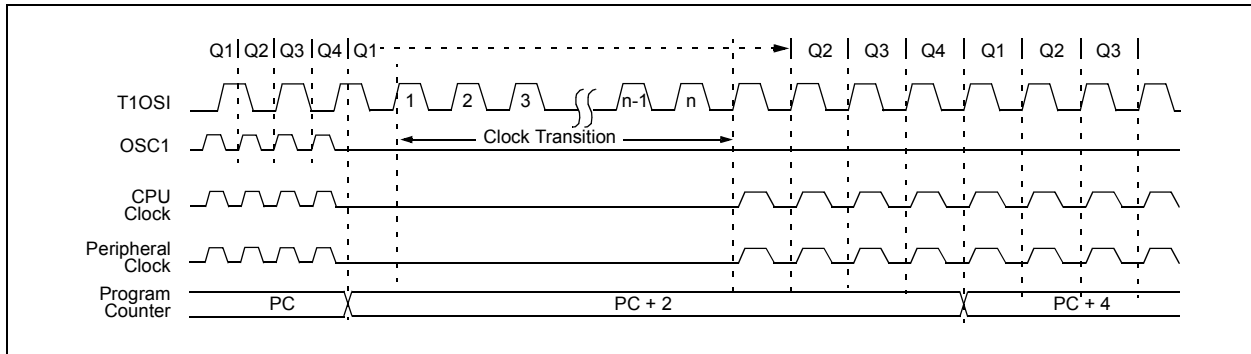 Q1 Q2 Q3 Q4 Q1 Q2 Q3 Q4 Q1 Q2 Q3
T1OSI
1 2 3 n-1 n
Clock Transition
OSC1
CPU
Clock
Peripheral
Clock
Program
Counter
PC PC + 2 PC + 4